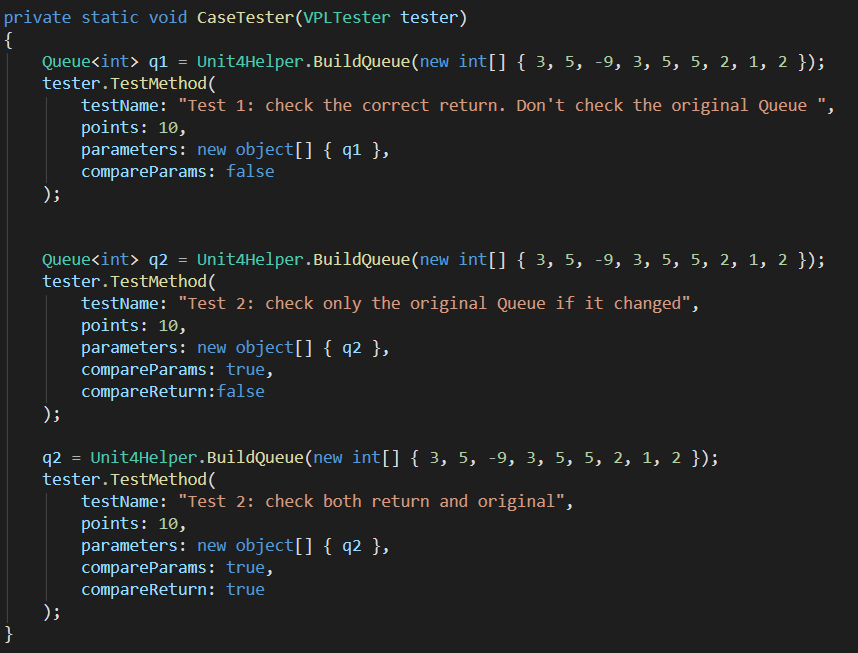 private static void CaseTester(VPLTester tester)
{
    Queue<int> q1 = Unit4Helper.BuildQueue(new int[] { 3, 5, -9, 3, 5, 5, 2, 1, 2 });
    tester.TestMethod(
        testName: "Test 1: check the correct return. Don't check the original Queue ",
        points: 10,
        parameters: new object[] { q1 },
        compareParams: false
    );
    Queue<int> q2 = Unit4Helper.BuildQueue(new int[] { 3, 5, -9, 3, 5, 5, 2, 1, 2 });
    tester.TestMethod(
        testName: "Test 2: check only the original Queue if it changed",
        points: 10,
        parameters: new object[] { q2 },
        compareParams: true,
        compareReturn:false
    );
    q2 = Unit4Helper.BuildQueue(new int[] { 3, 5, -9, 3, 5, 5, 2, 1, 2 });
    tester.TestMethod(
        testName: "Test 2: check both return and original",
        points: 10,
        parameters: new object[] { q2 },
        compareParams: true,
        compareReturn: true
    );
}